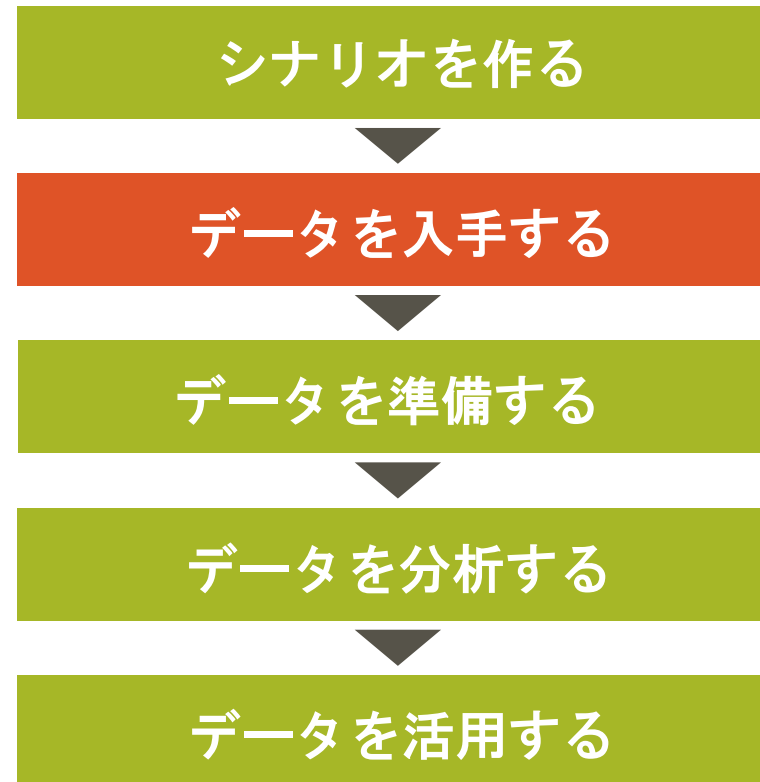 シナリオを作る
データを入手する
データを準備する
データを分析する
データを活用する